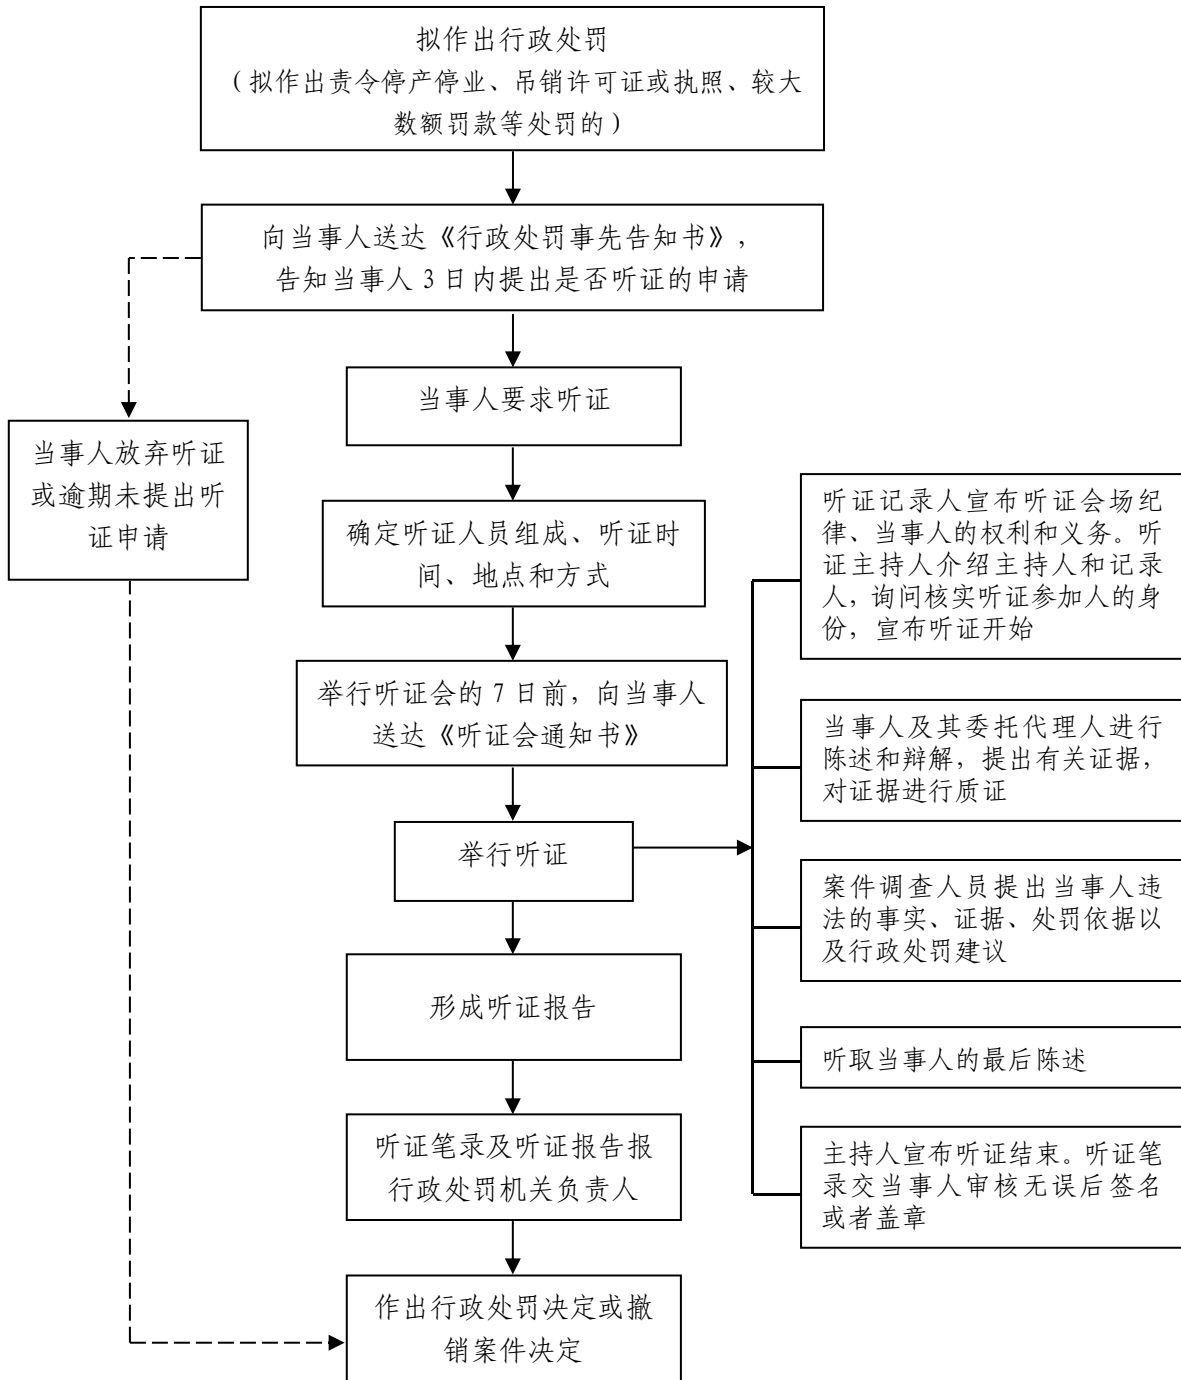 拟作出行政处罚
（拟作出责令停产停业、吊销许可证或执照、较大
数额罚款等处罚的）
向当事人送达《行政处罚事先告知书》，
告知当事人 3 日内提出是否听证的申请
当事人要求听证
当事人放弃听证
或逾期未提出听
证申请
确定听证人员组成、听证时
间、地点和方式
举行听证会的 7 日前，向当事人
送达《听证会通知书》
举行听证
听证记录人宣布听证会场纪
律、当事人的权利和义务。听
证主持人介绍主持人和记录
人，询问核实听证参加人的身
份，宣布听证开始
当事人及其委托代理人进行
陈述和辩解，提出有关证据，
对证据进行质证
案件调查人员提出当事人违
法的事实、证据、处罚依据以
及行政处罚建议
听取当事人的最后陈述
主持人宣布听证结束。听证笔
录交当事人审核无误后签名
或者盖章
形成听证报告
听证笔录及听证报告报
行政处罚机关负责人
作出行政处罚决定或撤
销案件决定